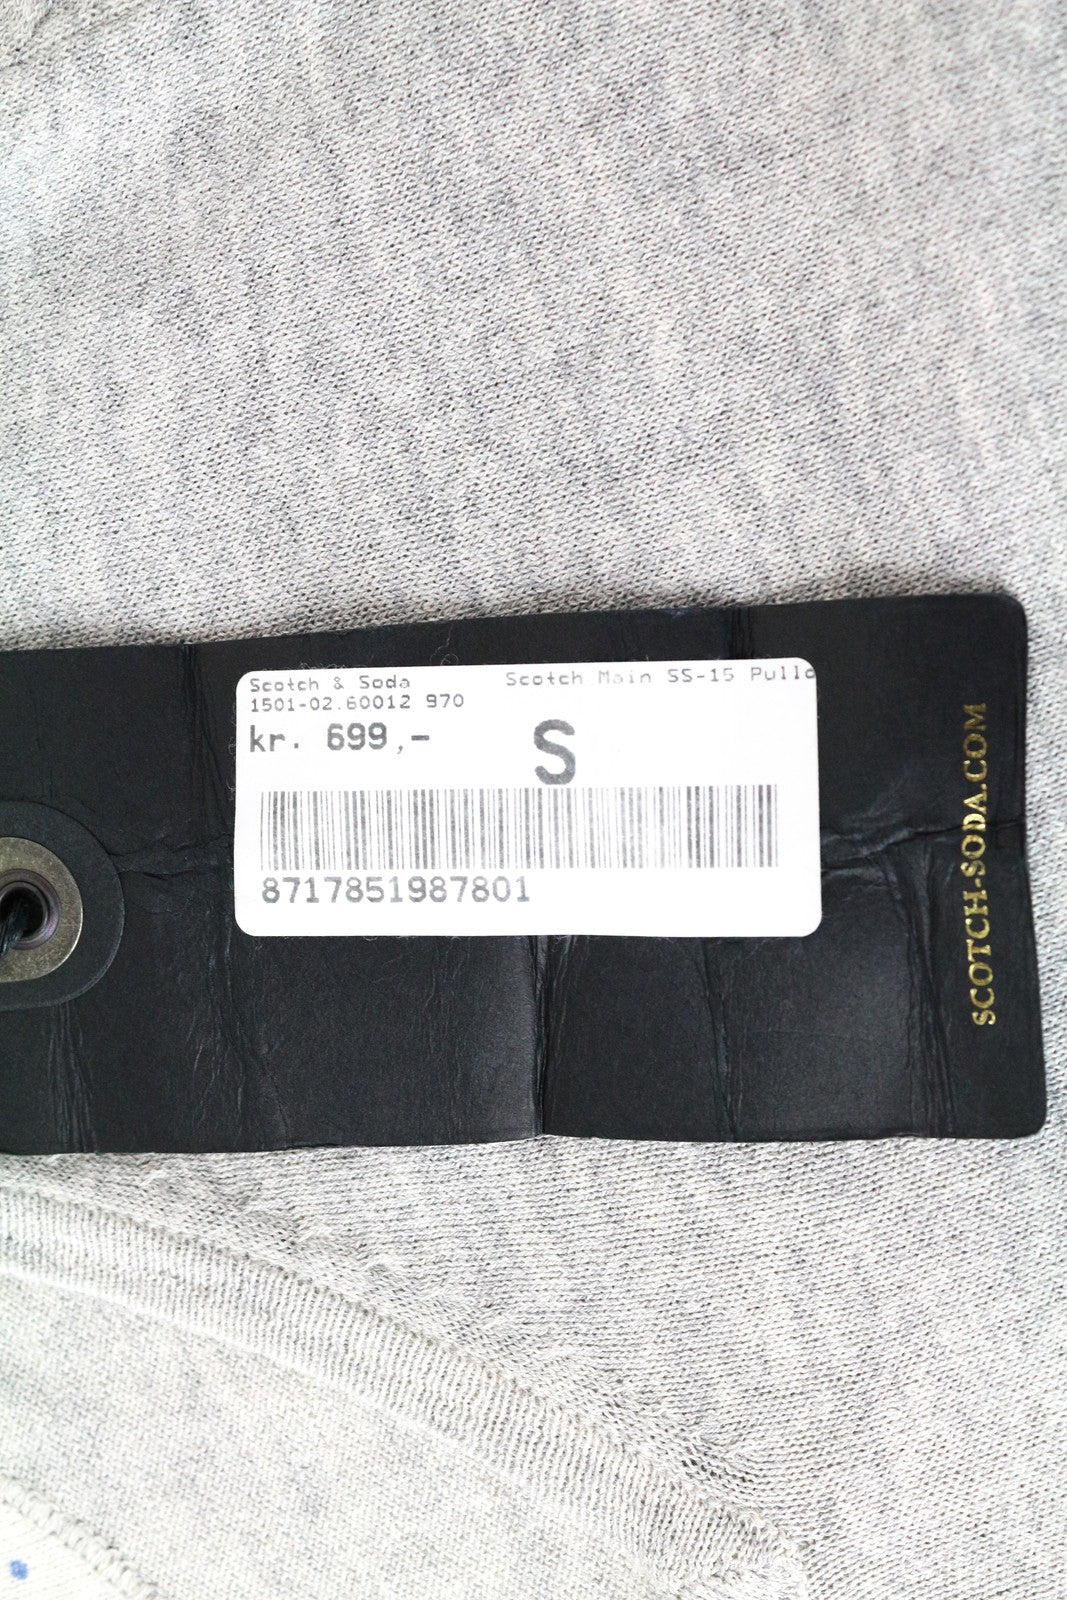 Scotch & Soda Scotch Main SS-15 Pullo
1501-02.60012 970
kr. 699,-
S
8717851987801
SCOTCH-SODA.COM